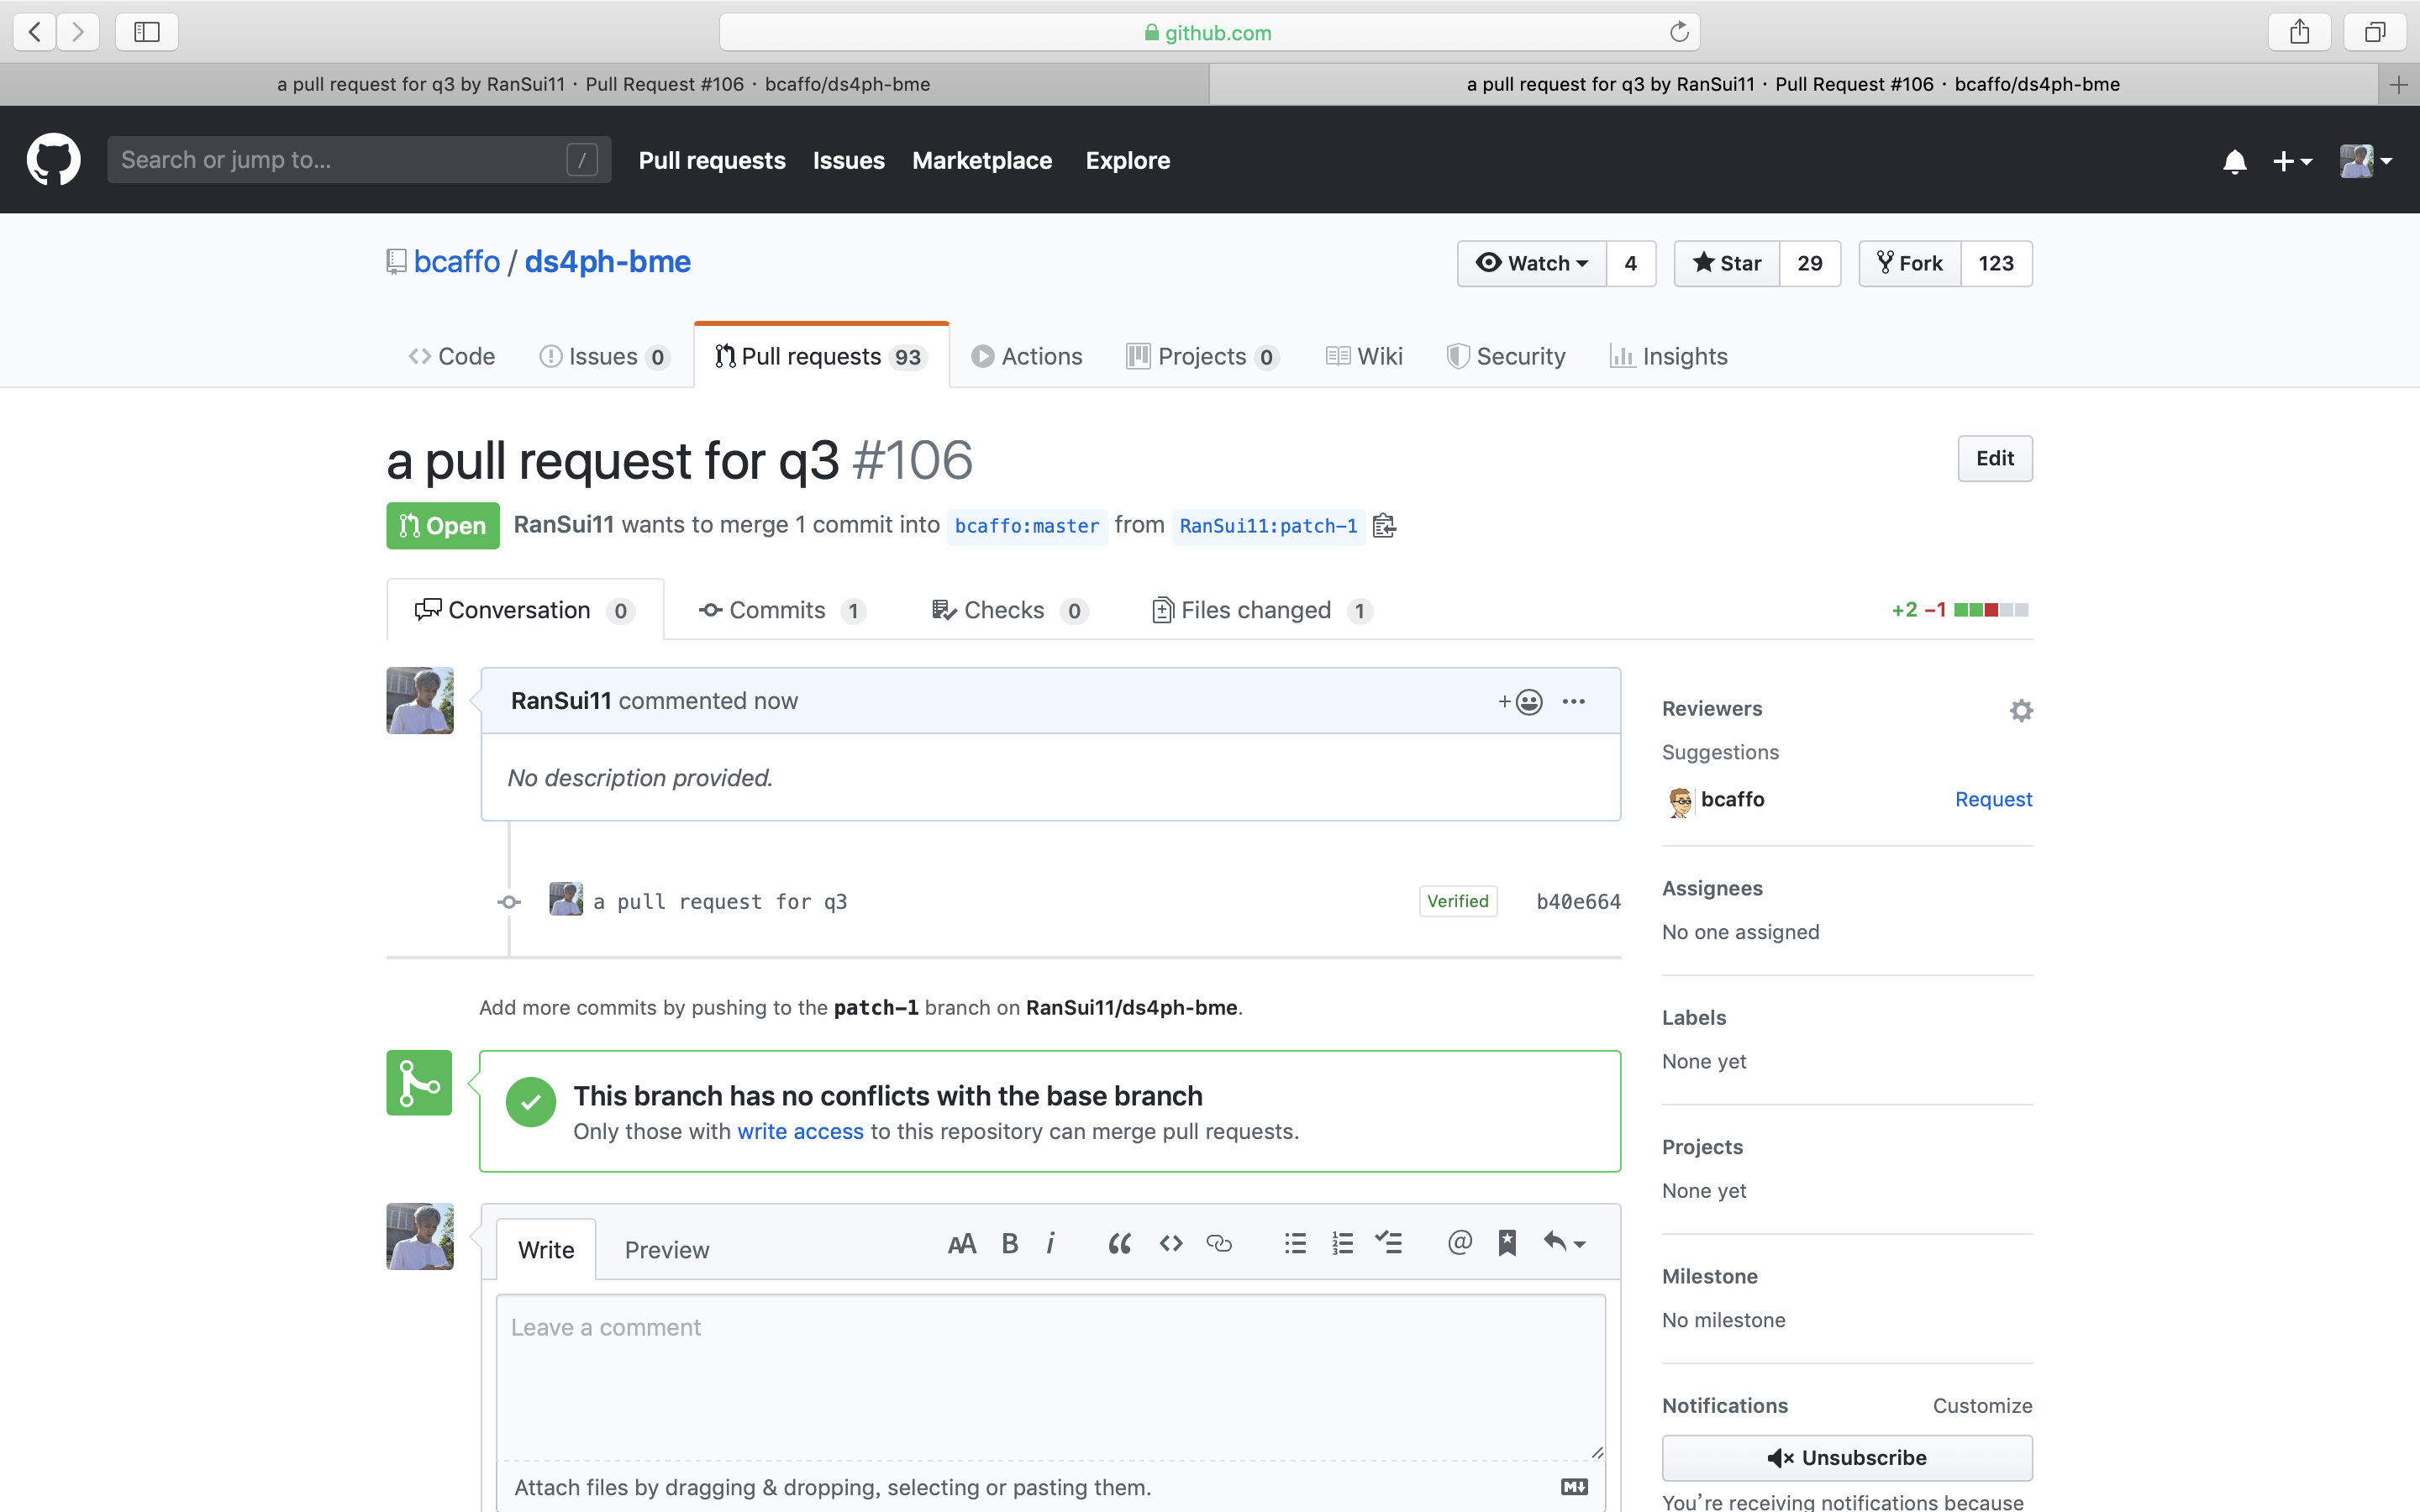 github.com
a pull request for q3 by RanSui11 · Pull Request #106 · bcaffo/ds4ph-bme
a pull request for q3 by RanSui11 · Pull Request #106 · bcaffo/ds4ph-bme
Search or jump to... /
Pull requests Issues Marketplace Explore
bcaffo / ds4ph-bme
Watch 4 Star 29 Fork 123
Code Issues 0 Pull requests 93 Actions Projects 0 Wiki Security Insights
a pull request for q3 #106
Edit
Open RanSui11 wants to merge 1 commit into bcaffo:master from RanSui11:patch-1
Conversation 0 Commits 1 Checks 0 Files changed 1
+2 −1
RanSui11 commented now
No description provided.
a pull request for q3 Verified b40e664
Add more commits by pushing to the patch-1 branch on RanSui11/ds4ph-bme.
This branch has no conflicts with the base branch
Only those with write access to this repository can merge pull requests.
Write Preview
Leave a comment
Attach files by dragging & dropping, selecting or pasting them.
Reviewers
Suggestions
bcaffo Request
Assignees
No one assigned
Labels
None yet
Projects
None yet
Milestone
No milestone
Notifications Customize
Unsubscribe
You’re receiving notifications because